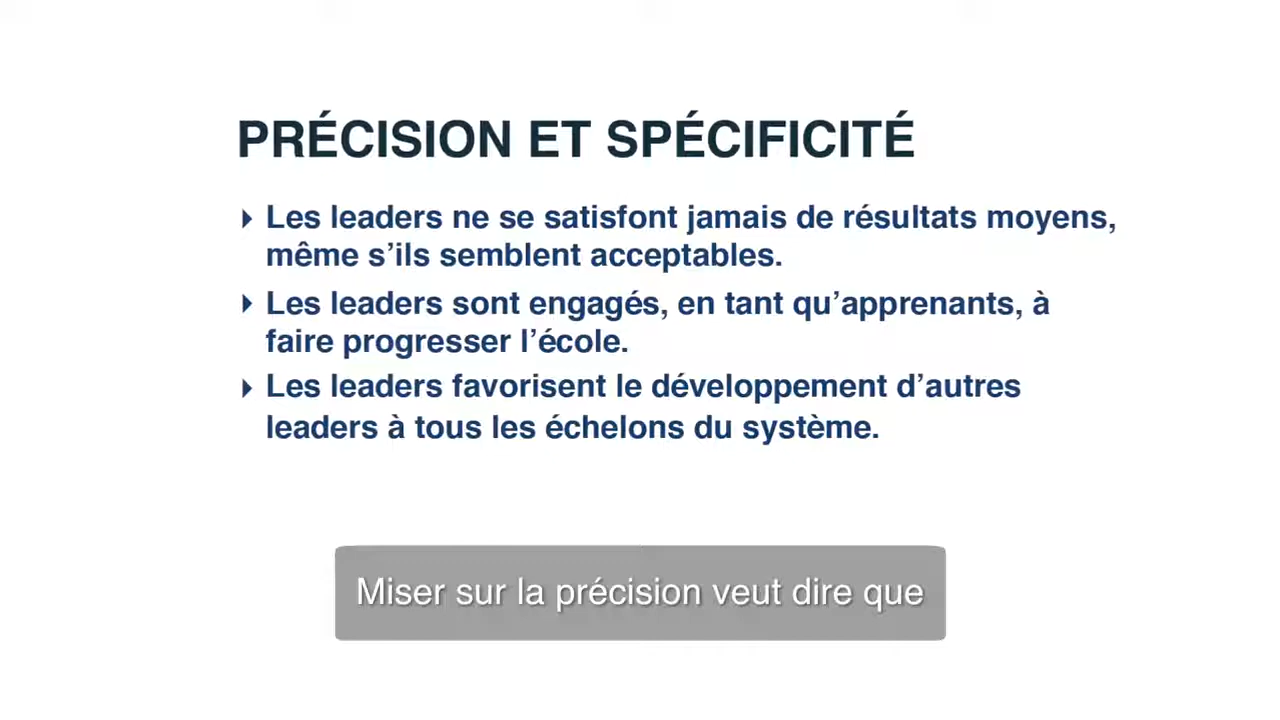 PRÉCISION ET SPÉCIFICITÉ
Les leaders ne se satisfont jamais de résultats moyens,
même s’ils semblent acceptables.
Les leaders sont engagés, en tant qu’apprenants, à
faire progresser l’école.
Les leaders favorisent le développement d’autres
leaders à tous les échelons du système.
Miser sur la précision veut dire que